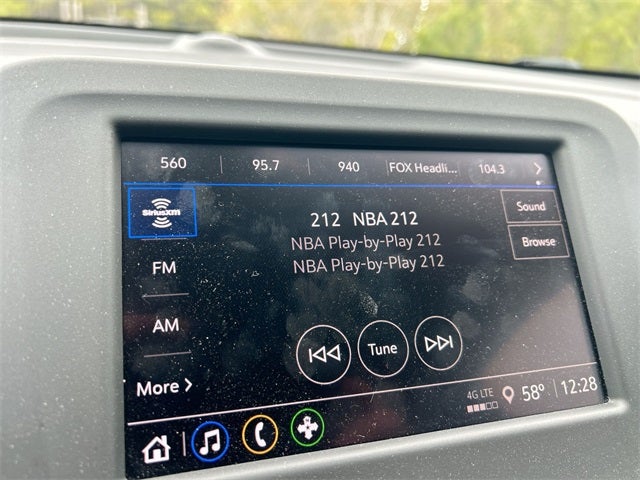 560 95.7 940 FOX Headli... 104.3
SiriusXM
212 NBA 212
Sound
NBA Play-by-Play 212
Browse
FM
NBA Play-by-Play 212
AM
Tune
More
4G LTE
58° 12:28